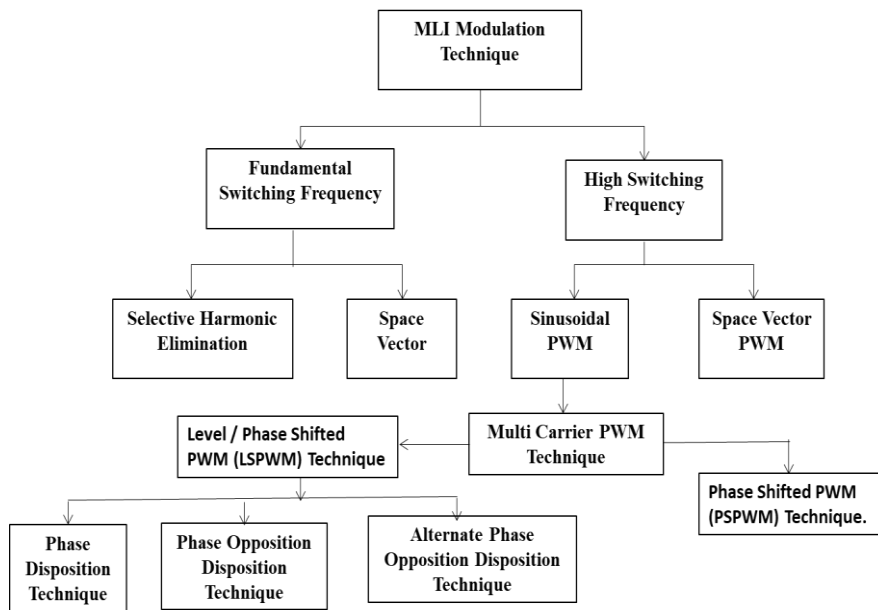 MLI Modulation
Technique
Fundamental
Switching Frequency
High Switching
Frequency
Selective Harmonic
Elimination
Space
Vector
Sinusoidal
PWM
Space Vector
PWM
Level / Phase Shifted
PWM (LSPWM) Technique
Multi Carrier PWM
Technique
Phase Shifted PWM
(PSPWM) Technique.
Phase
Disposition
Technique
Phase Opposition
Disposition
Technique
Alternate Phase
Opposition Disposition
Technique